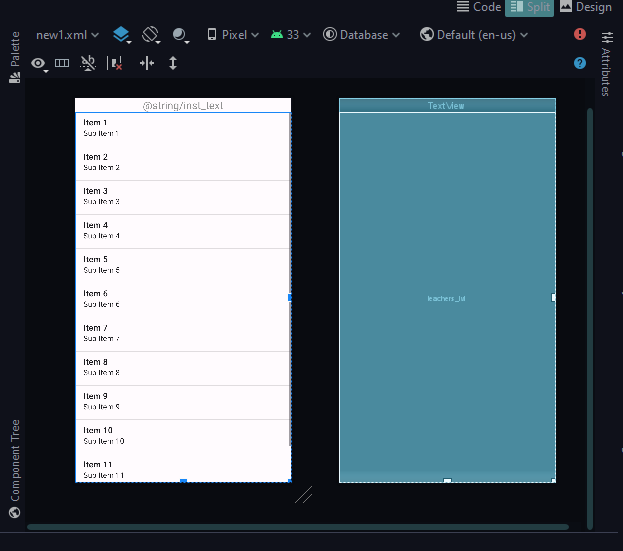 Code Split Design
new1.xml Pixel 33 Database Default (en-us)
Palette
Attributes
Component Tree
@string/inst_text
Item 1
Sub Item 1
Item 2
Sub Item 2
Item 3
Sub Item 3
Item 4
Sub Item 4
Item 5
Sub Item 5
Item 6
Sub Item 6
Item 7
Sub Item 7
Item 8
Sub Item 8
Item 9
Sub Item 9
Item 10
Sub Item 10
Item 11
Sub Item 11
TextView